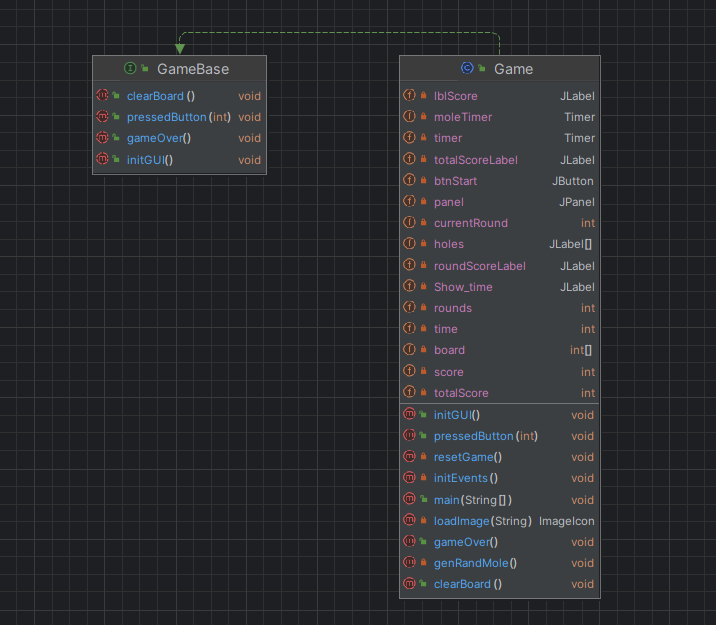 GameBase
clearBoard () void
pressedButton (int) void
gameOver() void
initGUI() void
Game
lblScore JLabel
moleTimer Timer
timer Timer
totalScoreLabel JLabel
btnStart JButton
panel JPanel
currentRound int
holes JLabel[]
roundScoreLabel JLabel
Show_time JLabel
rounds int
time int
board int[]
score int
totalScore int
initGUI() void
pressedButton (int) void
resetGame() void
initEvents() void
main(String[]) void
loadImage(String) ImageIcon
gameOver() void
genRandMole() void
clearBoard () void